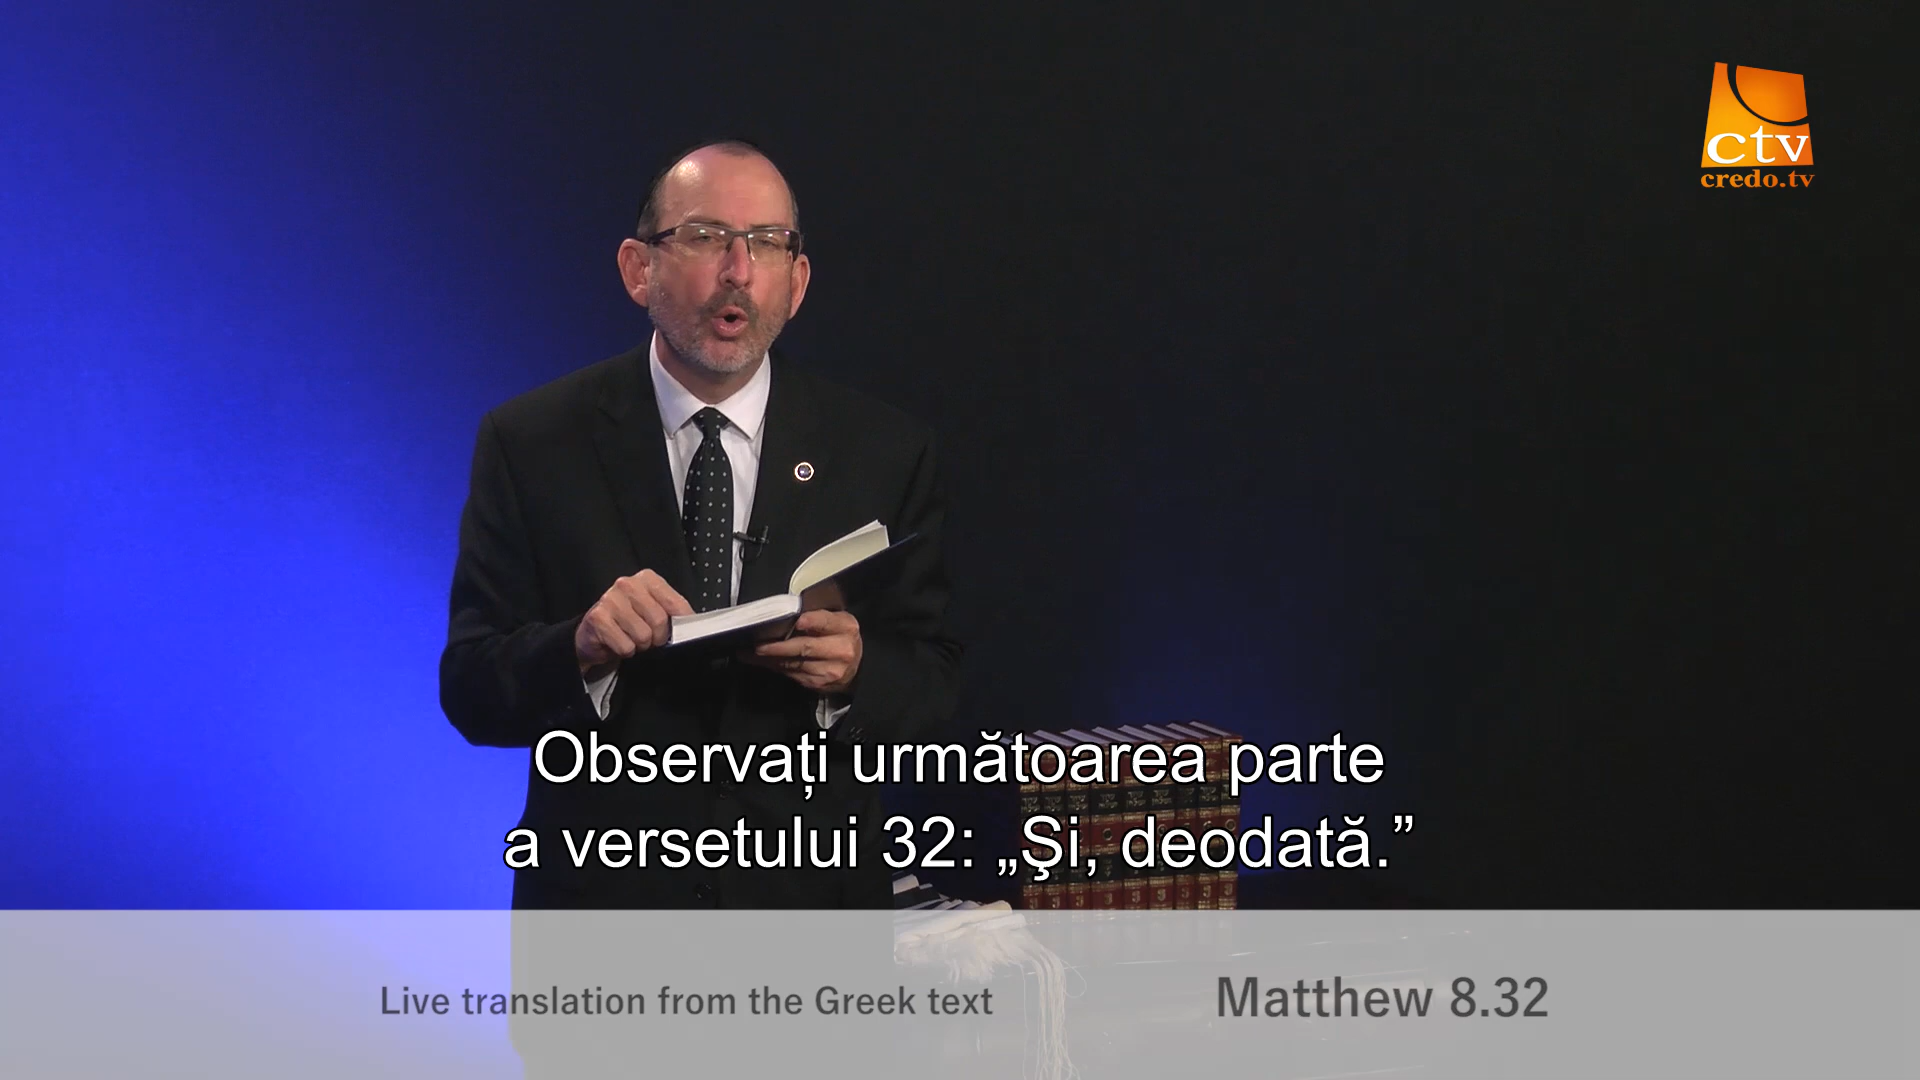 ctv
credo.tv
Observați următoarea parte
a versetului 32: „Şi, deodată.”
Live translation from the Greek text
Matthew 8.32